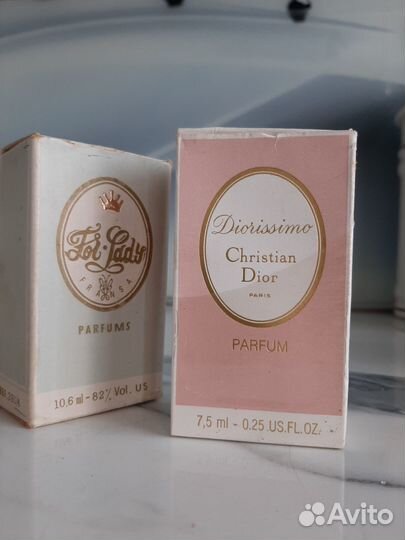 For Lady
FRANSA
PARFUMS
10.6 ml - 82% Vol. US
Diorissimo
Christian
Dior
PARIS
PARFUM
7,5 ml - 0.25 US.FL.OZ.
Avito